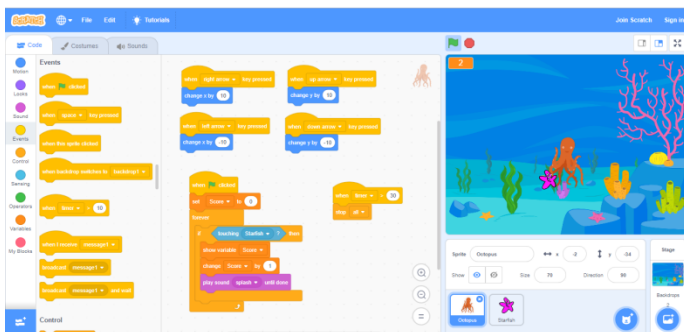 SCRATCH File Edit Tutorials Join Scratch Sign in
Code Costumes Sounds
Motion
Looks
Sound
Events
Control
Sensing
Operators
Variables
My Blocks
Events
when clicked
when space key pressed
when this sprite clicked
when backdrop switches to backdrop1
when timer > 10
when I receive message1
broadcast message1
broadcast message1 and wait
Control
when right arrow key pressed
change x by 10
when up arrow key pressed
change y by 10
when left arrow key pressed
change x by -10
when down arrow key pressed
change y by -10
when clicked
set Score to 0
forever
if touching Starfish ? then
show variable Score
change Score by 1
play sound splash until done
when timer > 30
stop all
2
Sprite Octopus x -2 y -34
Show Size 70 Direction 90
Octopus
Starfish
Stage
Backdrops